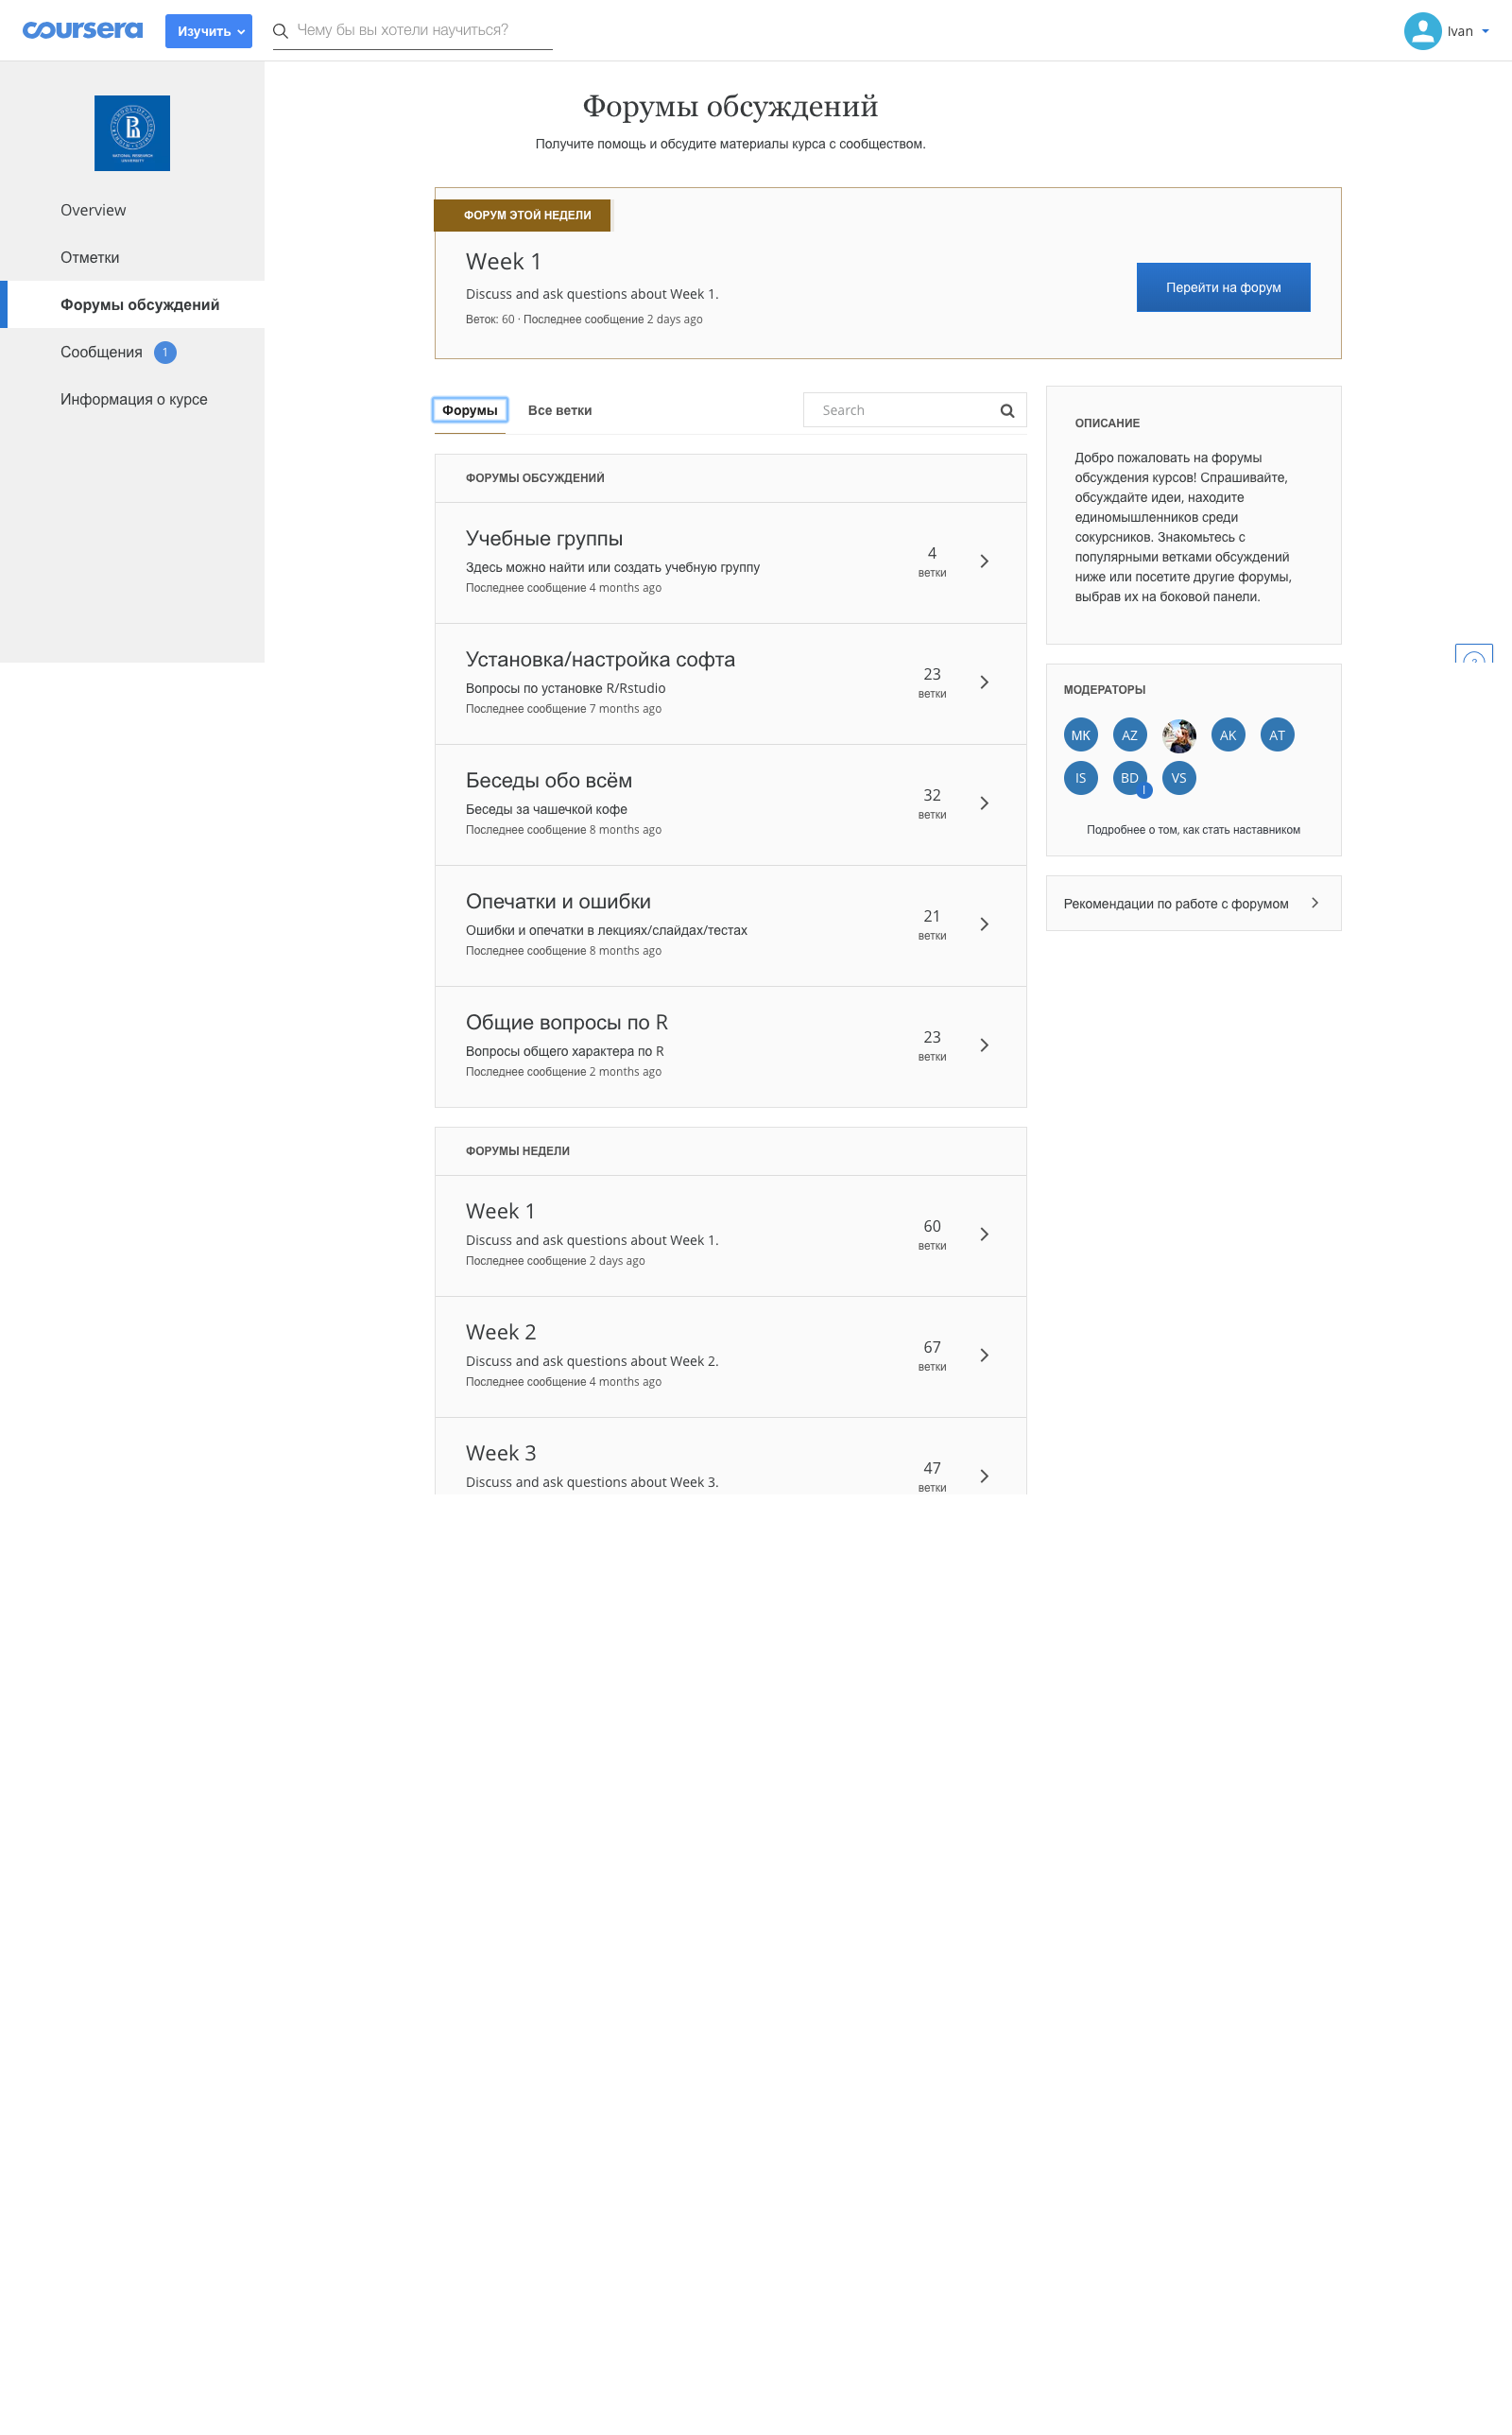 coursera
Изучить
Чему бы вы хотели научиться?
Ivan
NATIONAL RESEARCH
UNIVERSITY
Overview
Отметки
Форумы обсуждений
Сообщения 1
Информация о курсе
Форумы обсуждений
Получите помощь и обсудите материалы курса с сообществом.
ФОРУМ ЭТОЙ НЕДЕЛИ
Week 1
Discuss and ask questions about Week 1.
Веток: 60 · Последнее сообщение 2 days ago
Перейти на форум
Форумы
Все ветки
Search
ФОРУМЫ ОБСУЖДЕНИЙ
Учебные группы
Здесь можно найти или создать учебную группу
Последнее сообщение 4 months ago
4
ветки
Установка/настройка софта
Вопросы по установке R/Rstudio
Последнее сообщение 7 months ago
23
ветки
Беседы обо всём
Беседы за чашечкой кофе
Последнее сообщение 8 months ago
32
ветки
Опечатки и ошибки
Ошибки и опечатки в лекциях/слайдах/тестах
Последнее сообщение 8 months ago
21
ветки
Общие вопросы по R
Вопросы общего характера по R
Последнее сообщение 2 months ago
23
ветки
ФОРУМЫ НЕДЕЛИ
Week 1
Discuss and ask questions about Week 1.
Последнее сообщение 2 days ago
60
ветки
Week 2
Discuss and ask questions about Week 2.
Последнее сообщение 4 months ago
67
ветки
Week 3
Discuss and ask questions about Week 3.
47
ветки
ОПИСАНИЕ
Добро пожаловать на форумы
обсуждения курсов! Спрашивайте,
обсуждайте идеи, находите
единомышленников среди
сокурсников. Знакомьтесь с
популярными ветками обсуждений
ниже или посетите другие форумы,
выбрав их на боковой панели.
МОДЕРАТОРЫ
MK AZ AK AT
IS BD VS
Подробнее о том, как стать наставником
Рекомендации по работе с форумом